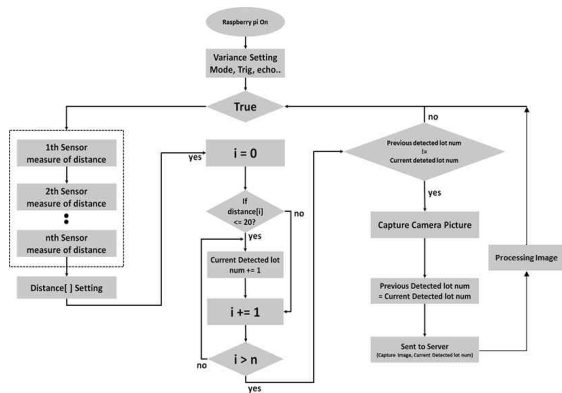 Raspberry pi On
Variance Setting
Mode, Trig, echo..
True
1th Sensor
measure of distance
2th Sensor
measure of distance
nth Sensor
measure of distance
Distance[ ] Setting
yes
i = 0
If
distance[i]
<= 20?
no
yes
Current Detected lot
num += 1
i += 1
i > n
no
yes
no
Previous detected lot num
!=
Current deteted lot num
yes
Capture Camera Picture
Previous Detected lot num
= Current Detected lot num
Sent to Server
(Capture Image, Current Detected lot num)
Processing Image